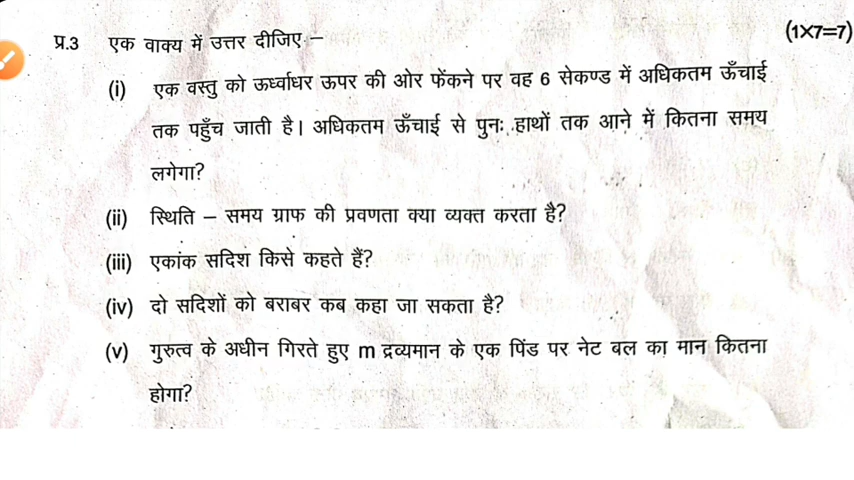 प्र.3 एक वाक्य में उत्तर दीजिए – (1×7=7)
(i) एक वस्तु को ऊर्ध्वाधर ऊपर की ओर फेंकने पर वह 6 सेकण्ड में अधिकतम ऊँचाई
तक पहुँच जाती है। अधिकतम ऊँचाई से पुनः हाथों तक आने में कितना समय
लगेगा?
(ii) स्थिति – समय ग्राफ की प्रवणता क्या व्यक्त करता है?
(iii) एकांक सदिश किसे कहते हैं?
(iv) दो सदिशों को बराबर कब कहा जा सकता है?
(v) गुरुत्व के अधीन गिरते हुए m द्रव्यमान के एक पिंड पर नेट बल का मान कितना
होगा?